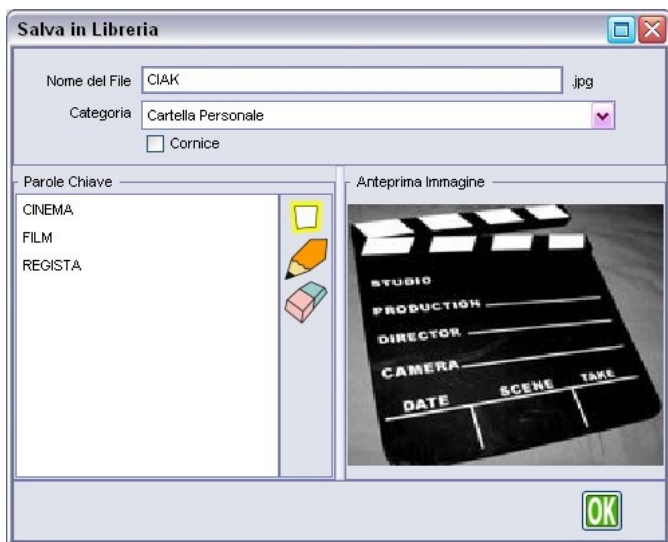 Salva in Libreria
Nome del File CIAK .jpg
Categoria Cartella Personale
Cornice
Parole Chiave
CINEMA
FILM
REGISTA
Anteprima Immagine
STUDIO
PRODUCTION
DIRECTOR
CAMERA
DATE SCENE TAKE
OK